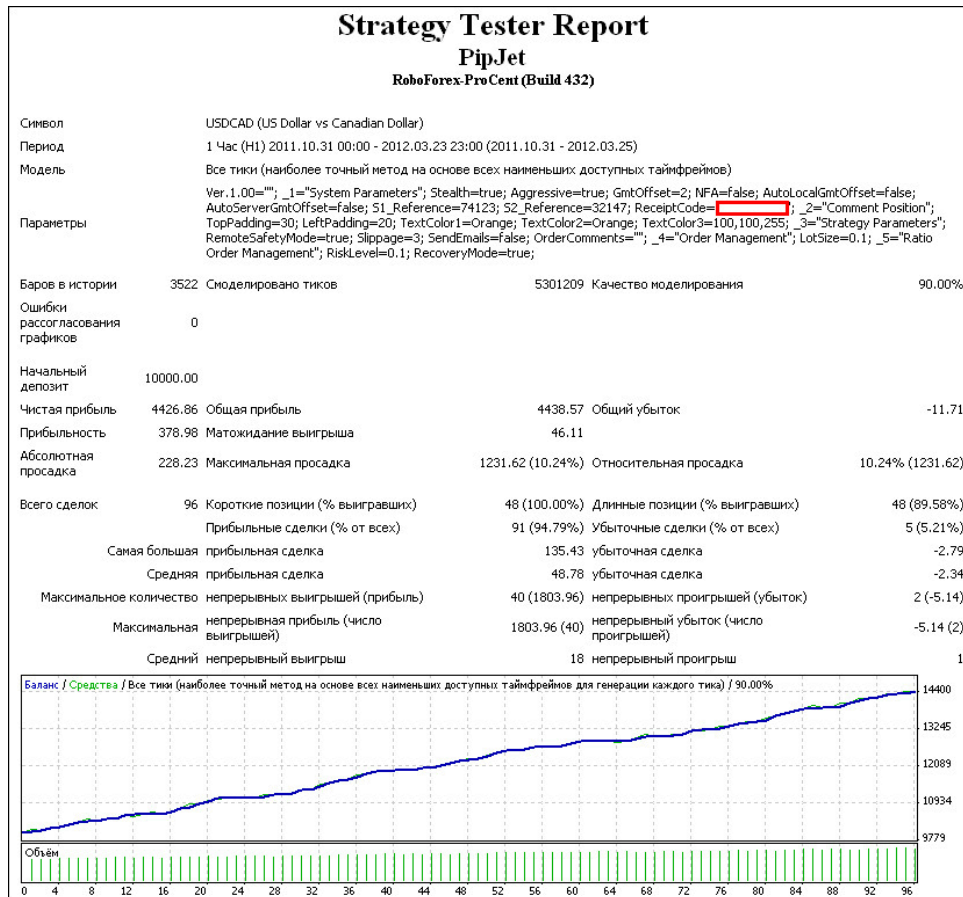 Strategy Tester Report
PipJet
RoboForex-ProCent (Build 432)
Символ USDCAD (US Dollar vs Canadian Dollar)
Период 1 Час (H1) 2011.10.31 00:00 - 2012.03.23 23:00 (2011.10.31 - 2012.03.25)
Модель Все тики (наиболее точный метод на основе всех наименьших доступных таймфреймов)
Параметры
Ver.1.00=""; _1="System Parameters"; Stealth=true; Aggressive=true; GmtOffset=2; NFA=false; AutoLocalGmtOffset=false;
AutoServerGmtOffset=false; S1_Reference=74123; S2_Reference=32147; ReceiptCode= "; _2="Comment Position";
TopPadding=30; LeftPadding=20; TextColor1=Orange; TextColor2=Orange; TextColor3=100,100,255; _3="Strategy Parameters";
RemoteSafetyMode=true; Slippage=3; SendEmails=false; OrderComments=""; _4="Order Management"; LotSize=0.1; _5="Ratio
Order Management"; RiskLevel=0.1; RecoveryMode=true;
Баров в истории 3522 Смоделировано тиков 5301209 Качество моделирования 90.00%
Ошибки
рассогласования 0
графиков
Начальный
депозит 10000.00
Чистая прибыль 4426.86 Общая прибыль 4438.57 Общий убыток -11.71
Прибыльность 378.98 Матожидание выигрыша 46.11
Абсолютная
просадка 228.23 Максимальная просадка 1231.62 (10.24%) Относительная просадка 10.24% (1231.62)
Всего сделок 96 Короткие позиции (% выигравших) 48 (100.00%) Длинные позиции (% выигравших) 48 (89.58%)
Прибыльные сделки (% от всех) 91 (94.79%) Убыточные сделки (% от всех) 5 (5.21%)
Самая большая прибыльная сделка 135.43 убыточная сделка -2.79
Средняя прибыльная сделка 48.78 убыточная сделка -2.34
Максимальное количество непрерывных выигрышей (прибыль) 40 (1803.96) непрерывных проигрышей (убыток) 2 (-5.14)
Максимальная непрерывная прибыль (число выигрышей) 1803.96 (40) непрерывный убыток (число проигрышей) -5.14 (2)
Средний непрерывный выигрыш 18 непрерывный проигрыш 1
Баланс / Средства / Все тики (наиболее точный метод на основе всех наименьших доступных таймфреймов для генерации каждого тика) / 90.00%
14400
13245
12089
10934
9779
Объём
0 4 8 12 16 20 24 28 32 36 40 44 48 52 56 60 64 68 72 76 80 84 88 92 96